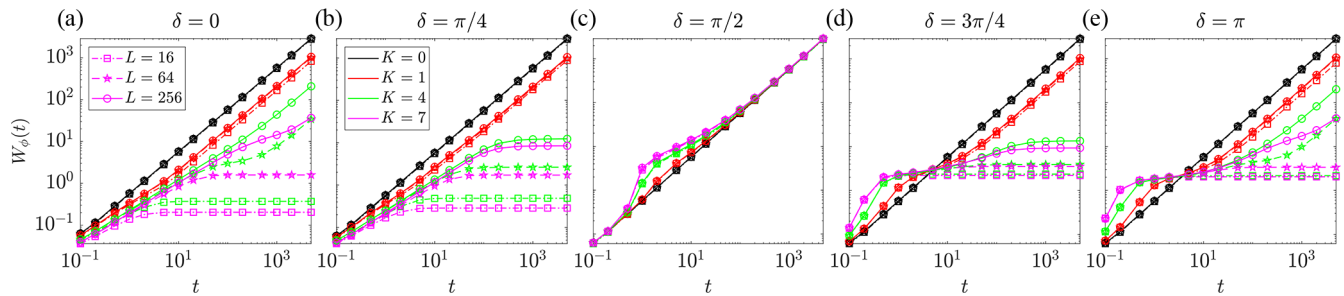 (a) δ = 0 (b) δ = π/4 (c) δ = π/2 (d) δ = 3π/4 (e) δ = π
W_ϕ(t)
10^3
10^2
10^1
10^0
10^{-1}
L = 16
L = 64
L = 256
K = 0
K = 1
K = 4
K = 7
10^{-1} 10^1 10^3 10^{-1} 10^1 10^3 10^{-1} 10^1 10^3 10^{-1} 10^1 10^3 10^{-1} 10^1 10^3
t t t t t